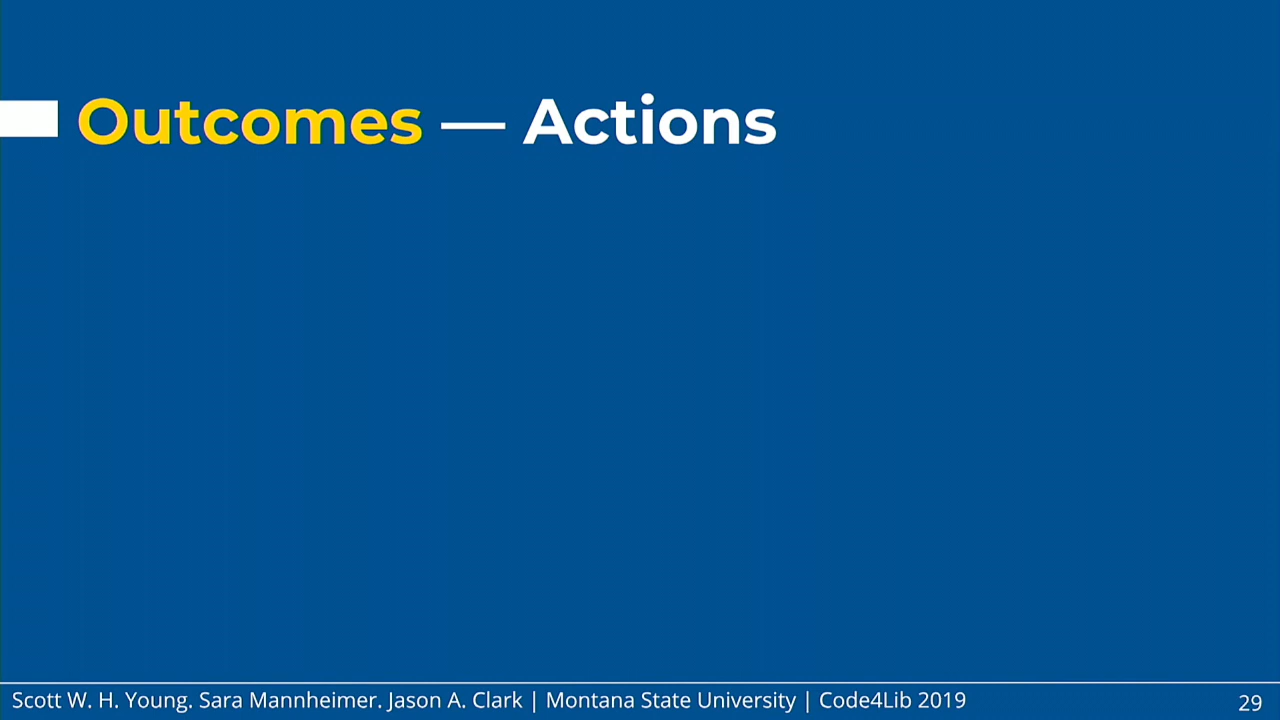 Outcomes — Actions
Scott W. H. Young. Sara Mannheimer. Jason A. Clark | Montana State University | Code4Lib 2019
29